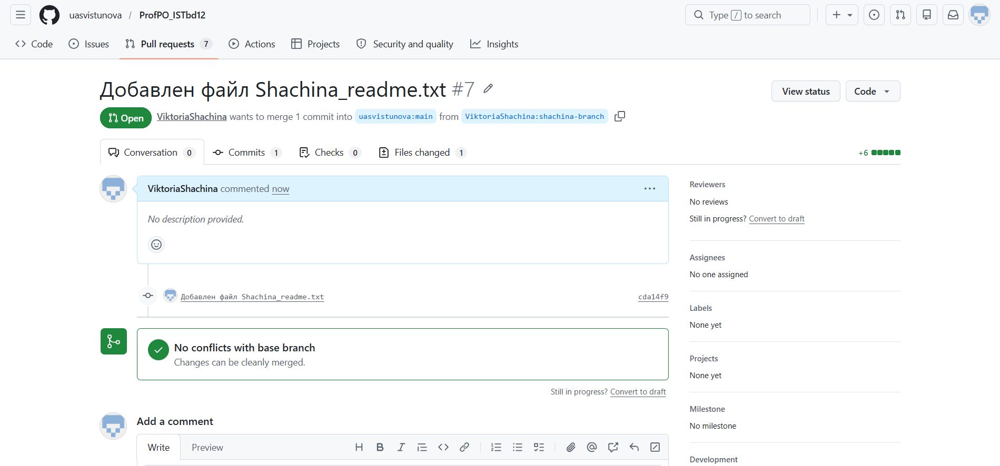 uasvistunova / ProfPO_ISTbd12
Type / to search
Code
Issues
Pull requests 7
Actions
Projects
Security and quality
Insights
Добавлен файл Shachina_readme.txt #7
View status
Code
Open
ViktoriaShachina wants to merge 1 commit into uasvistunova:main from ViktoriaShachina:shachina-branch
Conversation 0
Commits 1
Checks 0
Files changed 1
+6
ViktoriaShachina commented now
No description provided.
Добавлен файл Shachina_readme.txt
cda14f9
No conflicts with base branch
Changes can be cleanly merged.
Still in progress? Convert to draft
Add a comment
Write
Preview
Reviewers
No reviews
Still in progress? Convert to draft
Assignees
No one assigned
Labels
None yet
Projects
None yet
Milestone
No milestone
Development